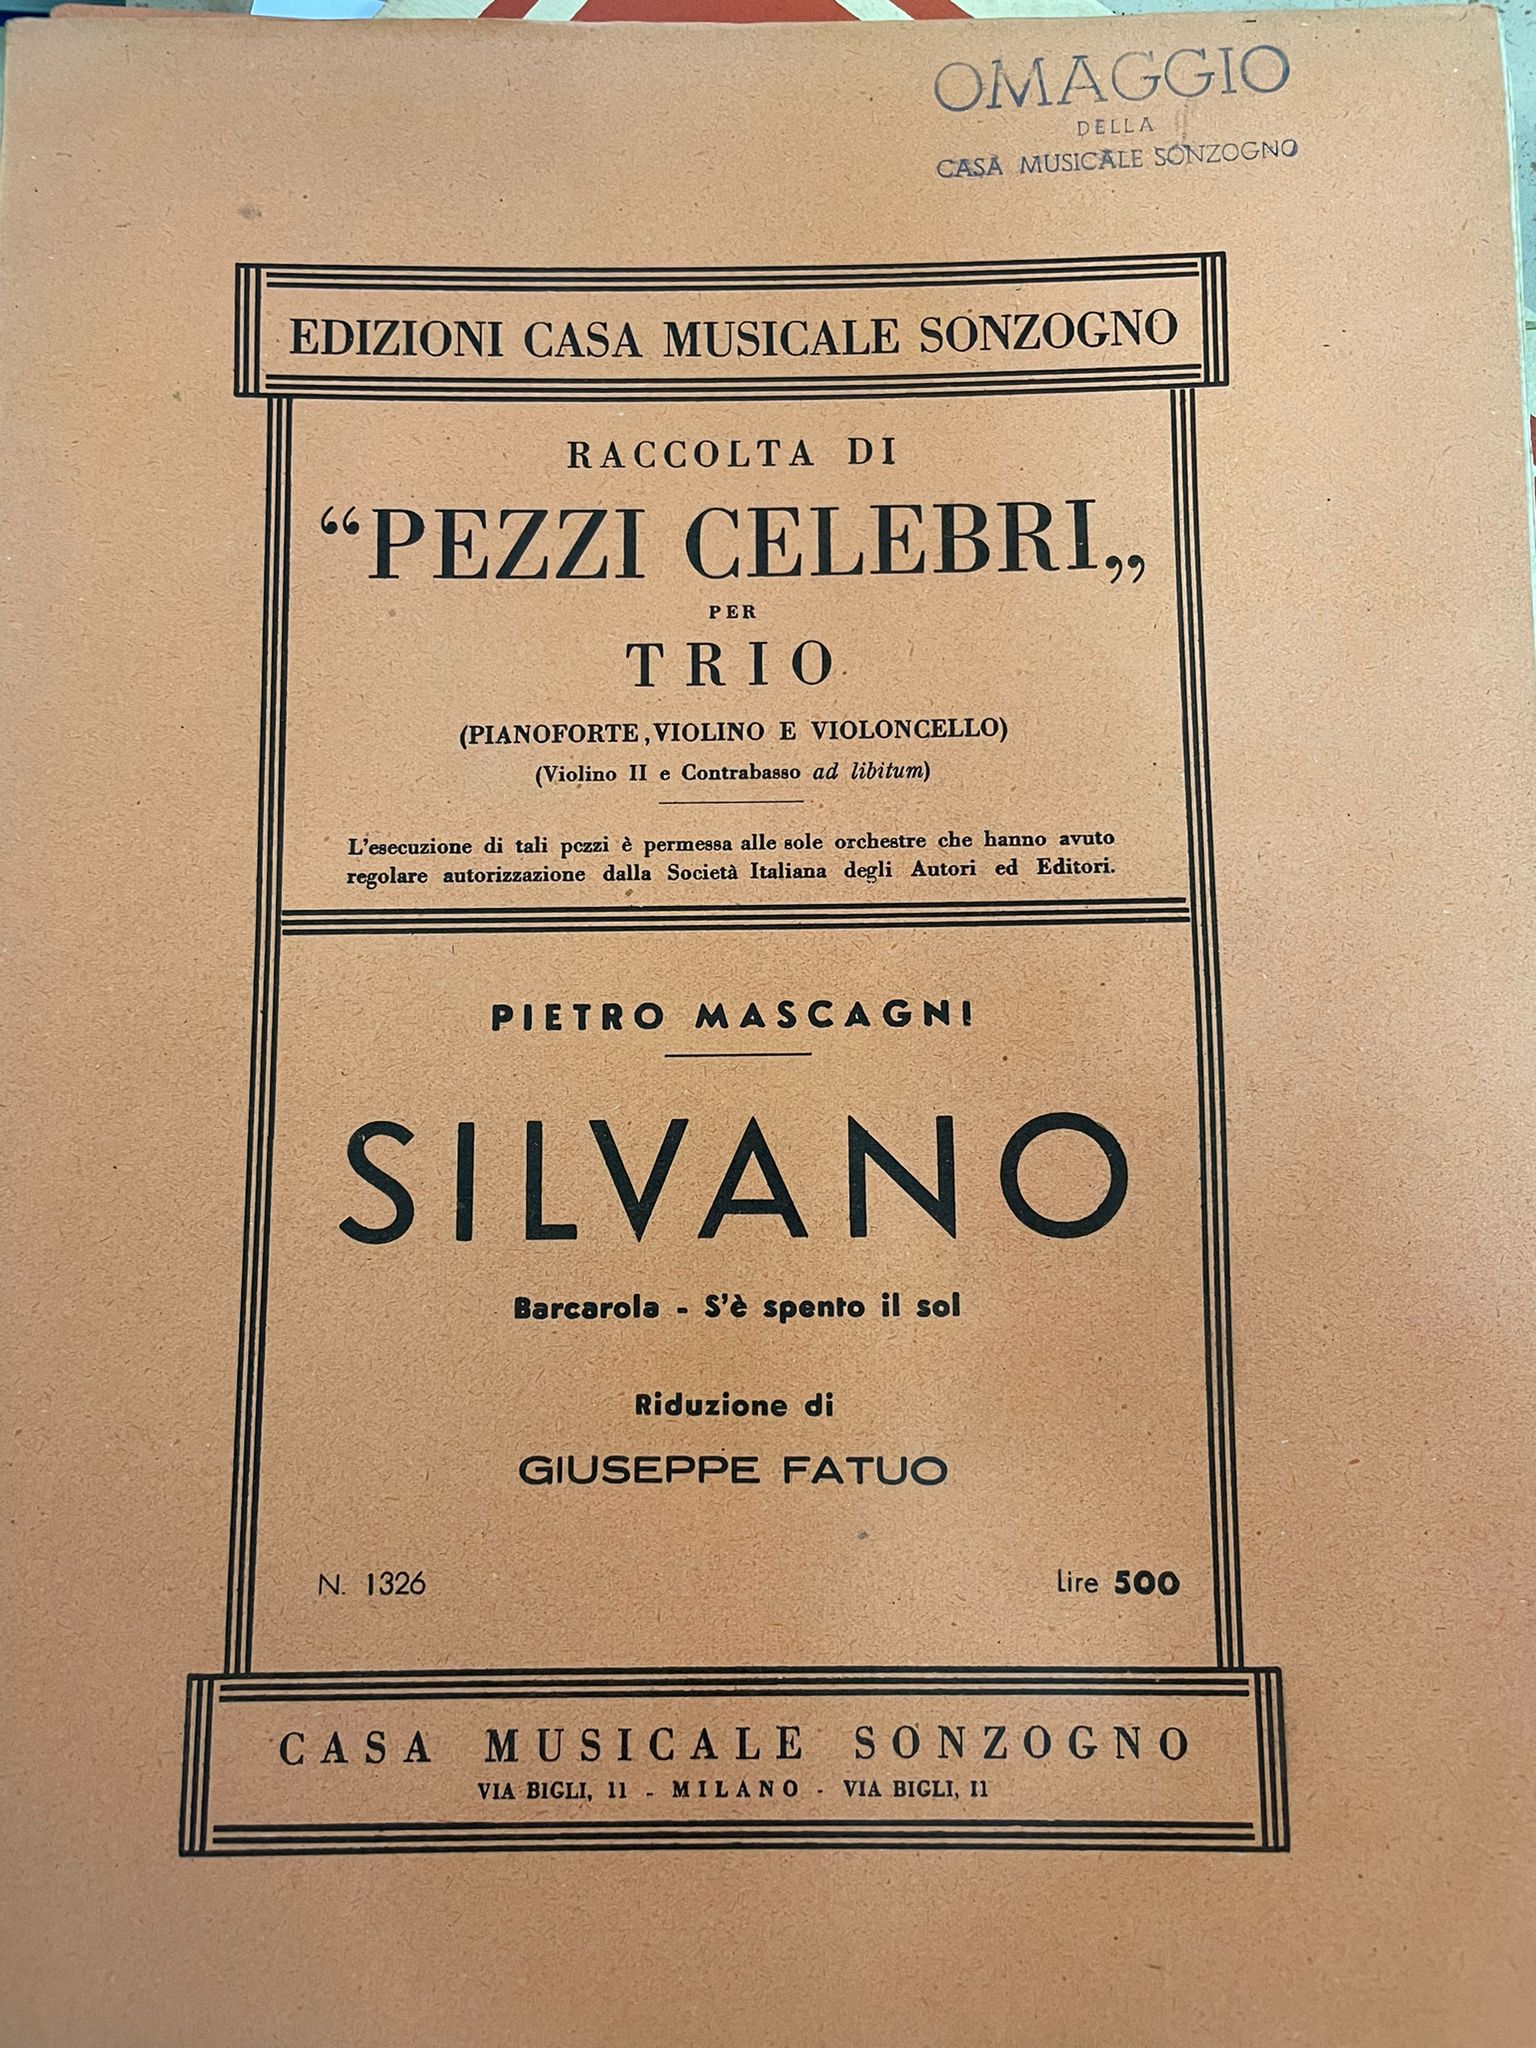 OMAGGIO
DELLA
CASA MUSICALE SONZOGNO
EDIZIONI CASA MUSICALE SONZOGNO
RACCOLTA DI
“PEZZI CELEBRI„
PER
TRIO
(PIANOFORTE, VIOLINO E VIOLONCELLO)
(Violino II e Contrabasso ad libitum)
L'esecuzione di tali pezzi è permessa alle sole orchestre che hanno avuto
regolare autorizzazione dalla Società Italiana degli Autori ed Editori.
PIETRO MASCAGNI
SILVANO
Barcarola - S'è spento il sol
Riduzione di
GIUSEPPE FATUO
N. 1326 Lire 500
CASA MUSICALE SONZOGNO
VIA BIGLI, 11 - MILANO - VIA BIGLI, 11